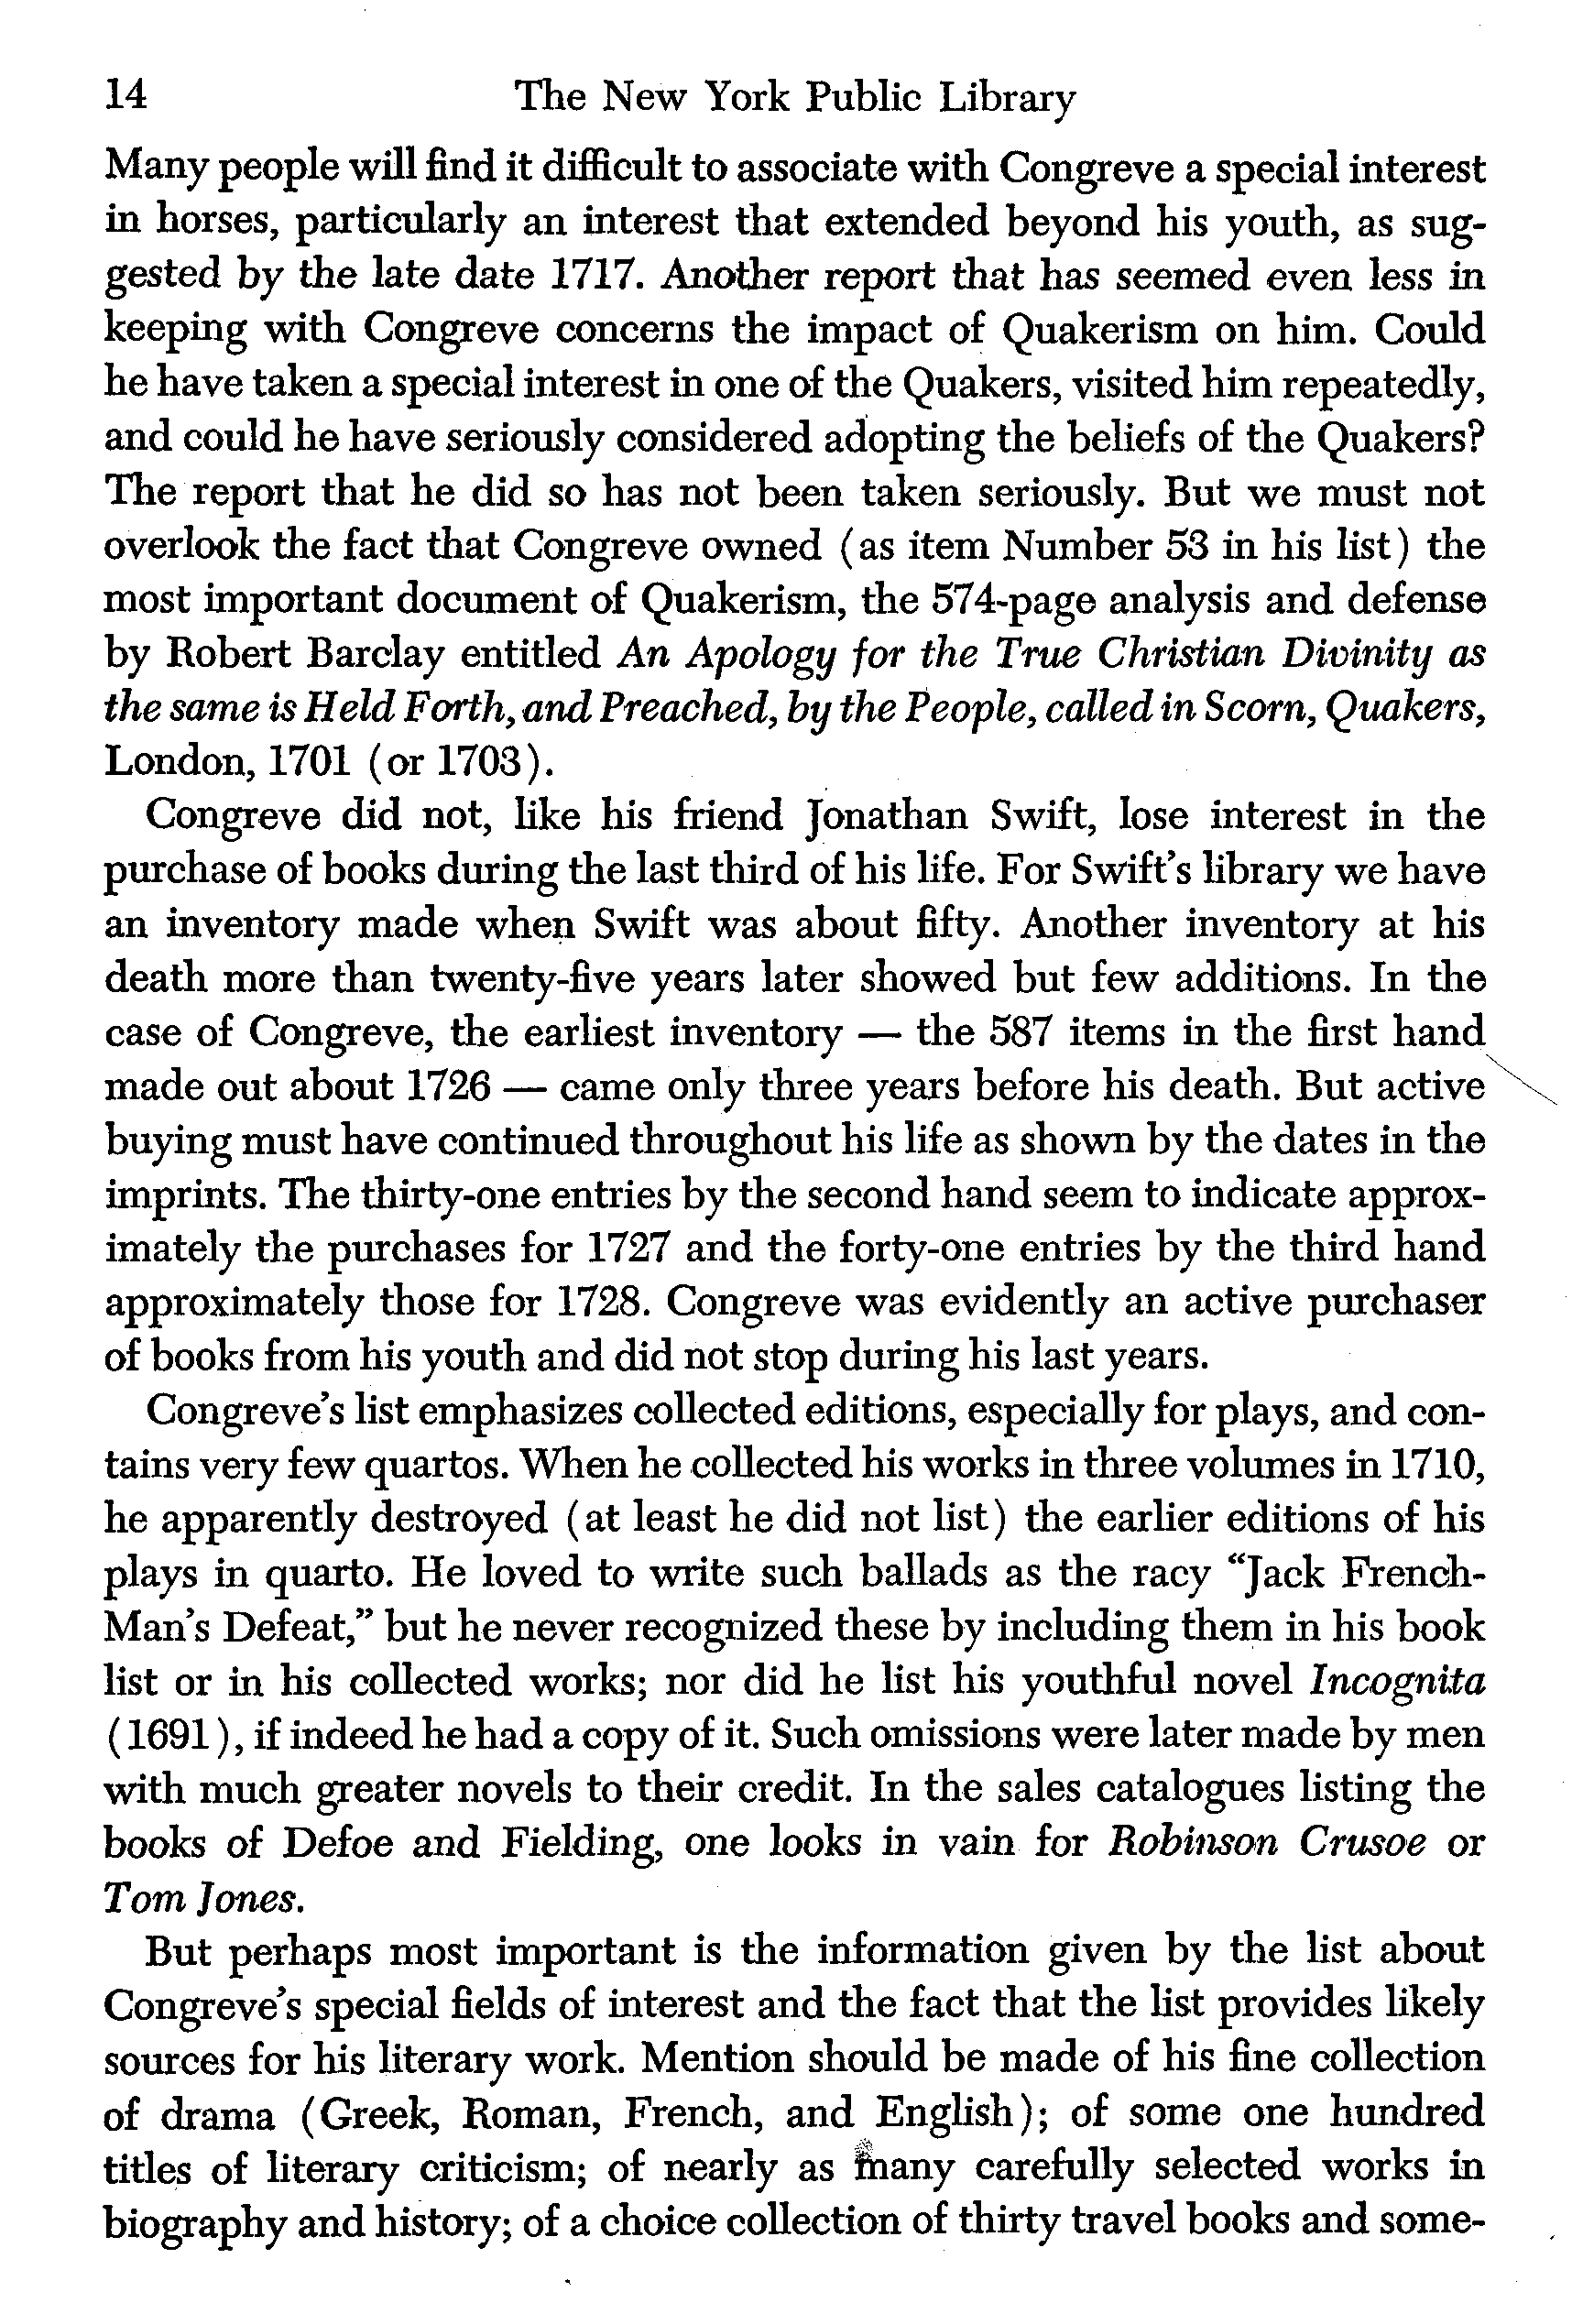 14 The New York Public Library
Many people will find it difficult to associate with Congreve a special interest
in horses, particularly an interest that extended beyond his youth, as sug-
gested by the late date 1717. Another report that has seemed even less in
keeping with Congreve concerns the impact of Quakerism on him. Could
he have taken a special interest in one of the Quakers, visited him repeatedly,
and could he have seriously considered adopting the beliefs of the Quakers?
The report that he did so has not been taken seriously. But we must not
overlook the fact that Congreve owned (as item Number 53 in his list) the
most important document of Quakerism, the 574-page analysis and defense
by Robert Barclay entitled An Apology for the True Christian Divinity as
the same is Held Forth, and Preached, by the People, called in Scorn, Quakers,
London, 1701 (or 1703).
Congreve did not, like his friend Jonathan Swift, lose interest in the
purchase of books during the last third of his life. For Swift's library we have
an inventory made when Swift was about fifty. Another inventory at his
death more than twenty-five years later showed but few additions. In the
case of Congreve, the earliest inventory — the 587 items in the first hand
made out about 1726 — came only three years before his death. But active
buying must have continued throughout his life as shown by the dates in the
imprints. The thirty-one entries by the second hand seem to indicate approx-
imately the purchases for 1727 and the forty-one entries by the third hand
approximately those for 1728. Congreve was evidently an active purchaser
of books from his youth and did not stop during his last years.
Congreve's list emphasizes collected editions, especially for plays, and con-
tains very few quartos. When he collected his works in three volumes in 1710,
he apparently destroyed (at least he did not list) the earlier editions of his
plays in quarto. He loved to write such ballads as the racy "Jack French-
Man's Defeat," but he never recognized these by including them in his book
list or in his collected works; nor did he list his youthful novel Incognita
(1691), if indeed he had a copy of it. Such omissions were later made by men
with much greater novels to their credit. In the sales catalogues listing the
books of Defoe and Fielding, one looks in vain for Robinson Crusoe or
Tom Jones.
But perhaps most important is the information given by the list about
Congreve's special fields of interest and the fact that the list provides likely
sources for his literary work. Mention should be made of his fine collection
of drama (Greek, Roman, French, and English); of some one hundred
titles of literary criticism; of nearly as many carefully selected works in
biography and history; of a choice collection of thirty travel books and some-